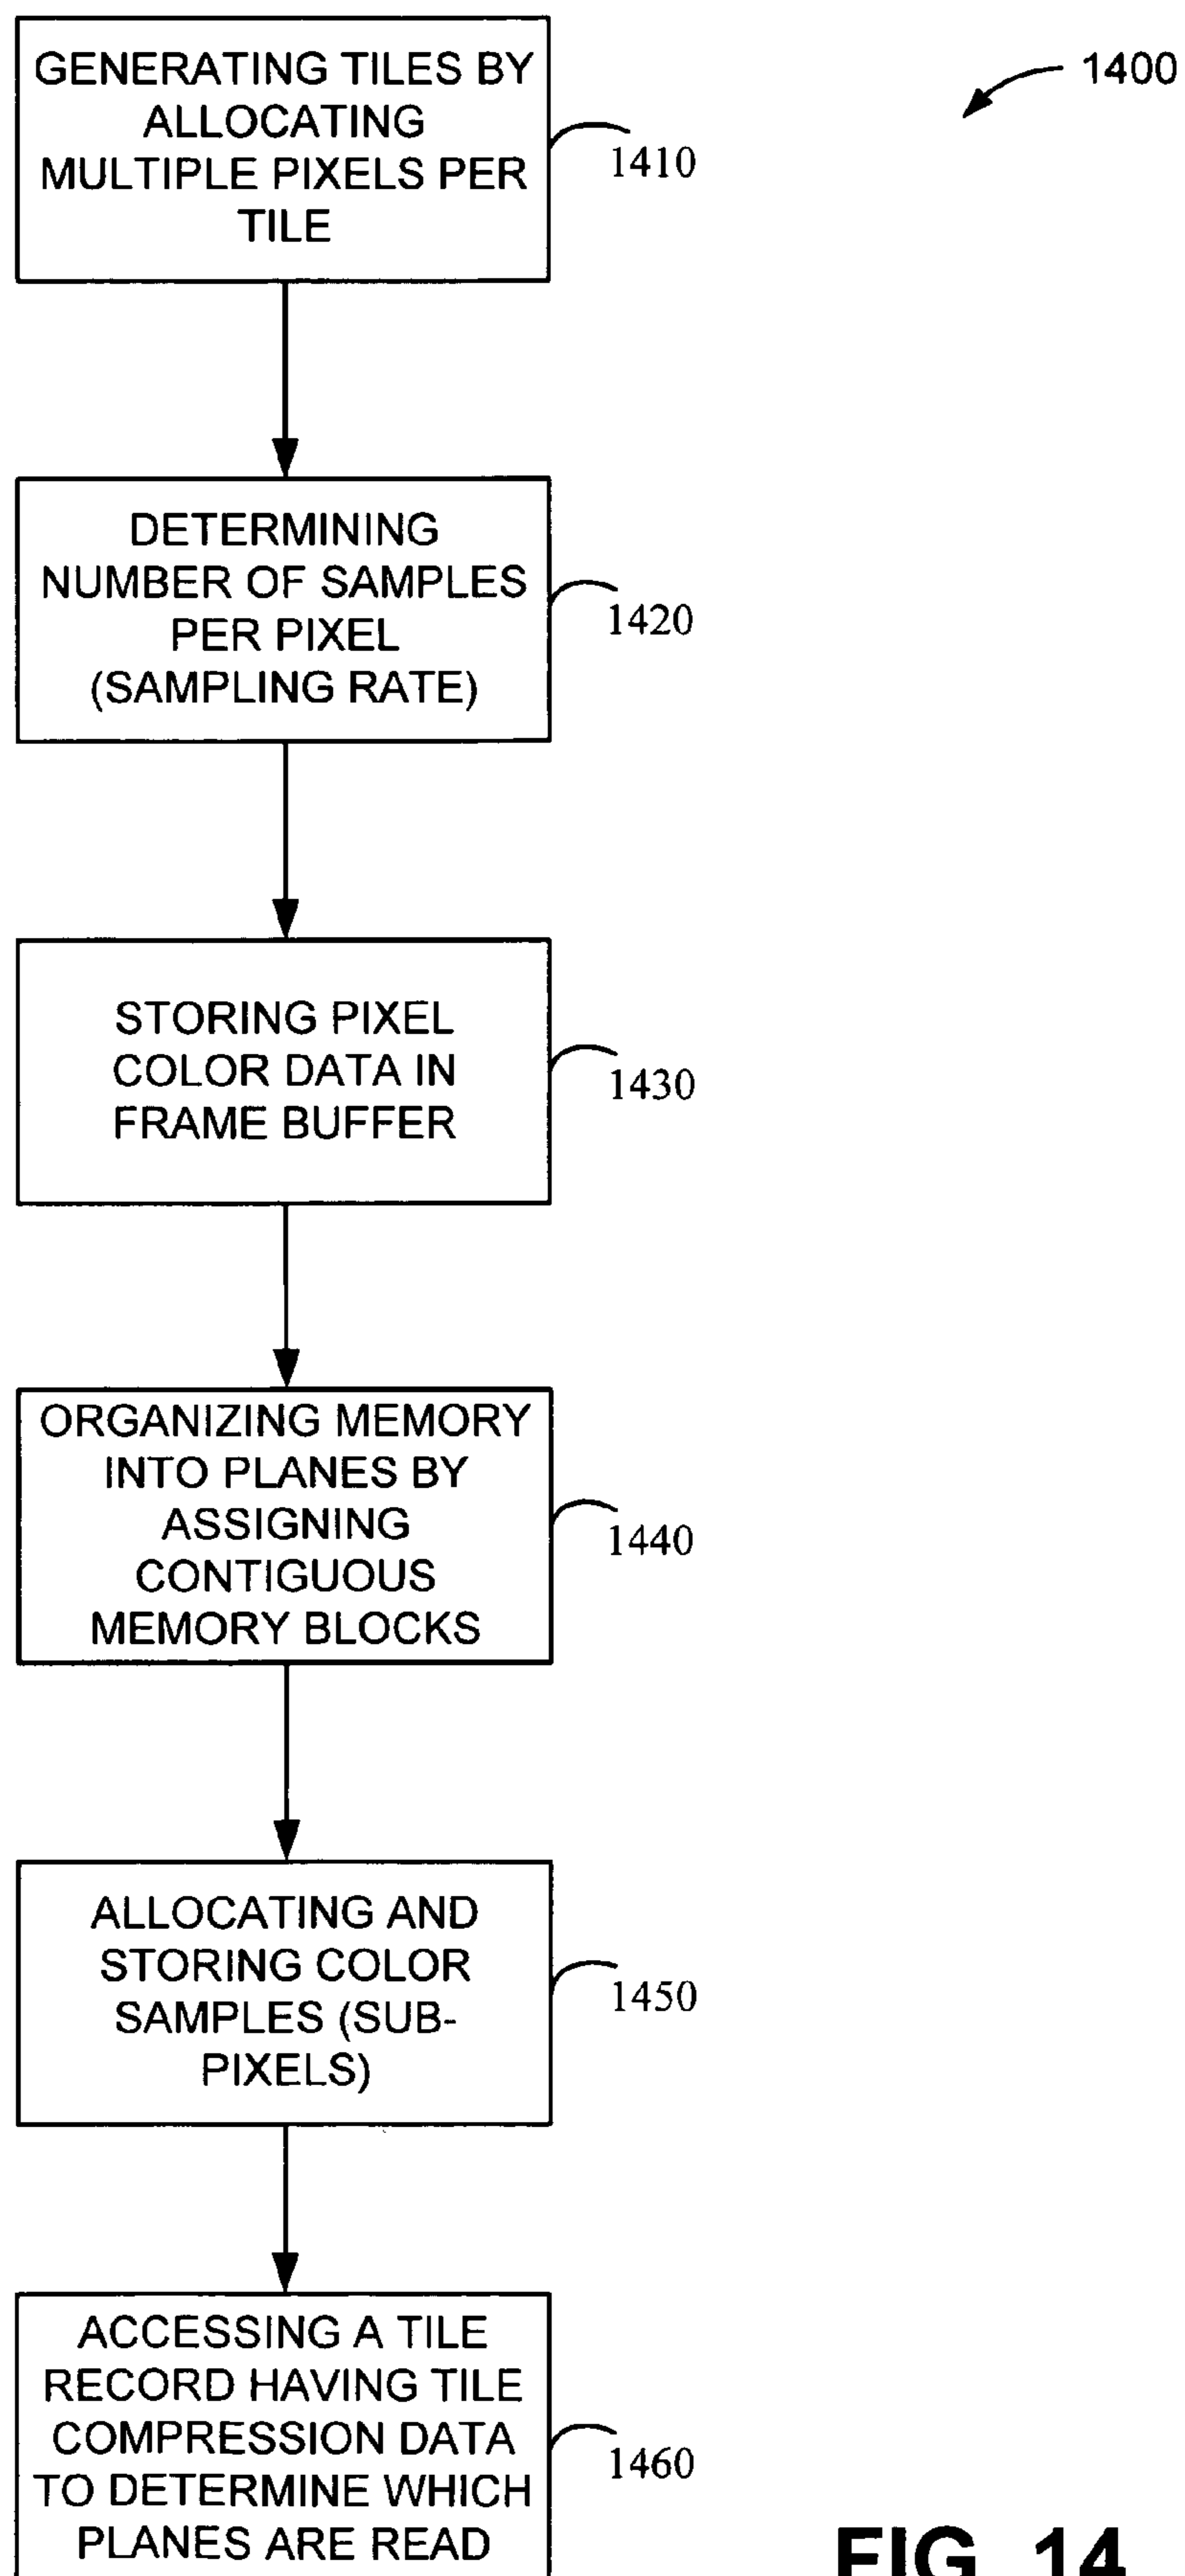 GENERATING TILES BY
ALLOCATING
MULTIPLE PIXELS PER
TILE
1400
1410
DETERMINING
NUMBER OF SAMPLES
PER PIXEL
(SAMPLING RATE)
1420
STORING PIXEL
COLOR DATA IN
FRAME BUFFER
1430
ORGANIZING MEMORY
INTO PLANES BY
ASSIGNING
CONTIGUOUS
MEMORY BLOCKS
1440
ALLOCATING AND
STORING COLOR
SAMPLES (SUB-
PIXELS)
1450
ACCESSING A TILE
RECORD HAVING TILE
COMPRESSION DATA
TO DETERMINE WHICH
PLANES ARE READ
1460
FIG. 14